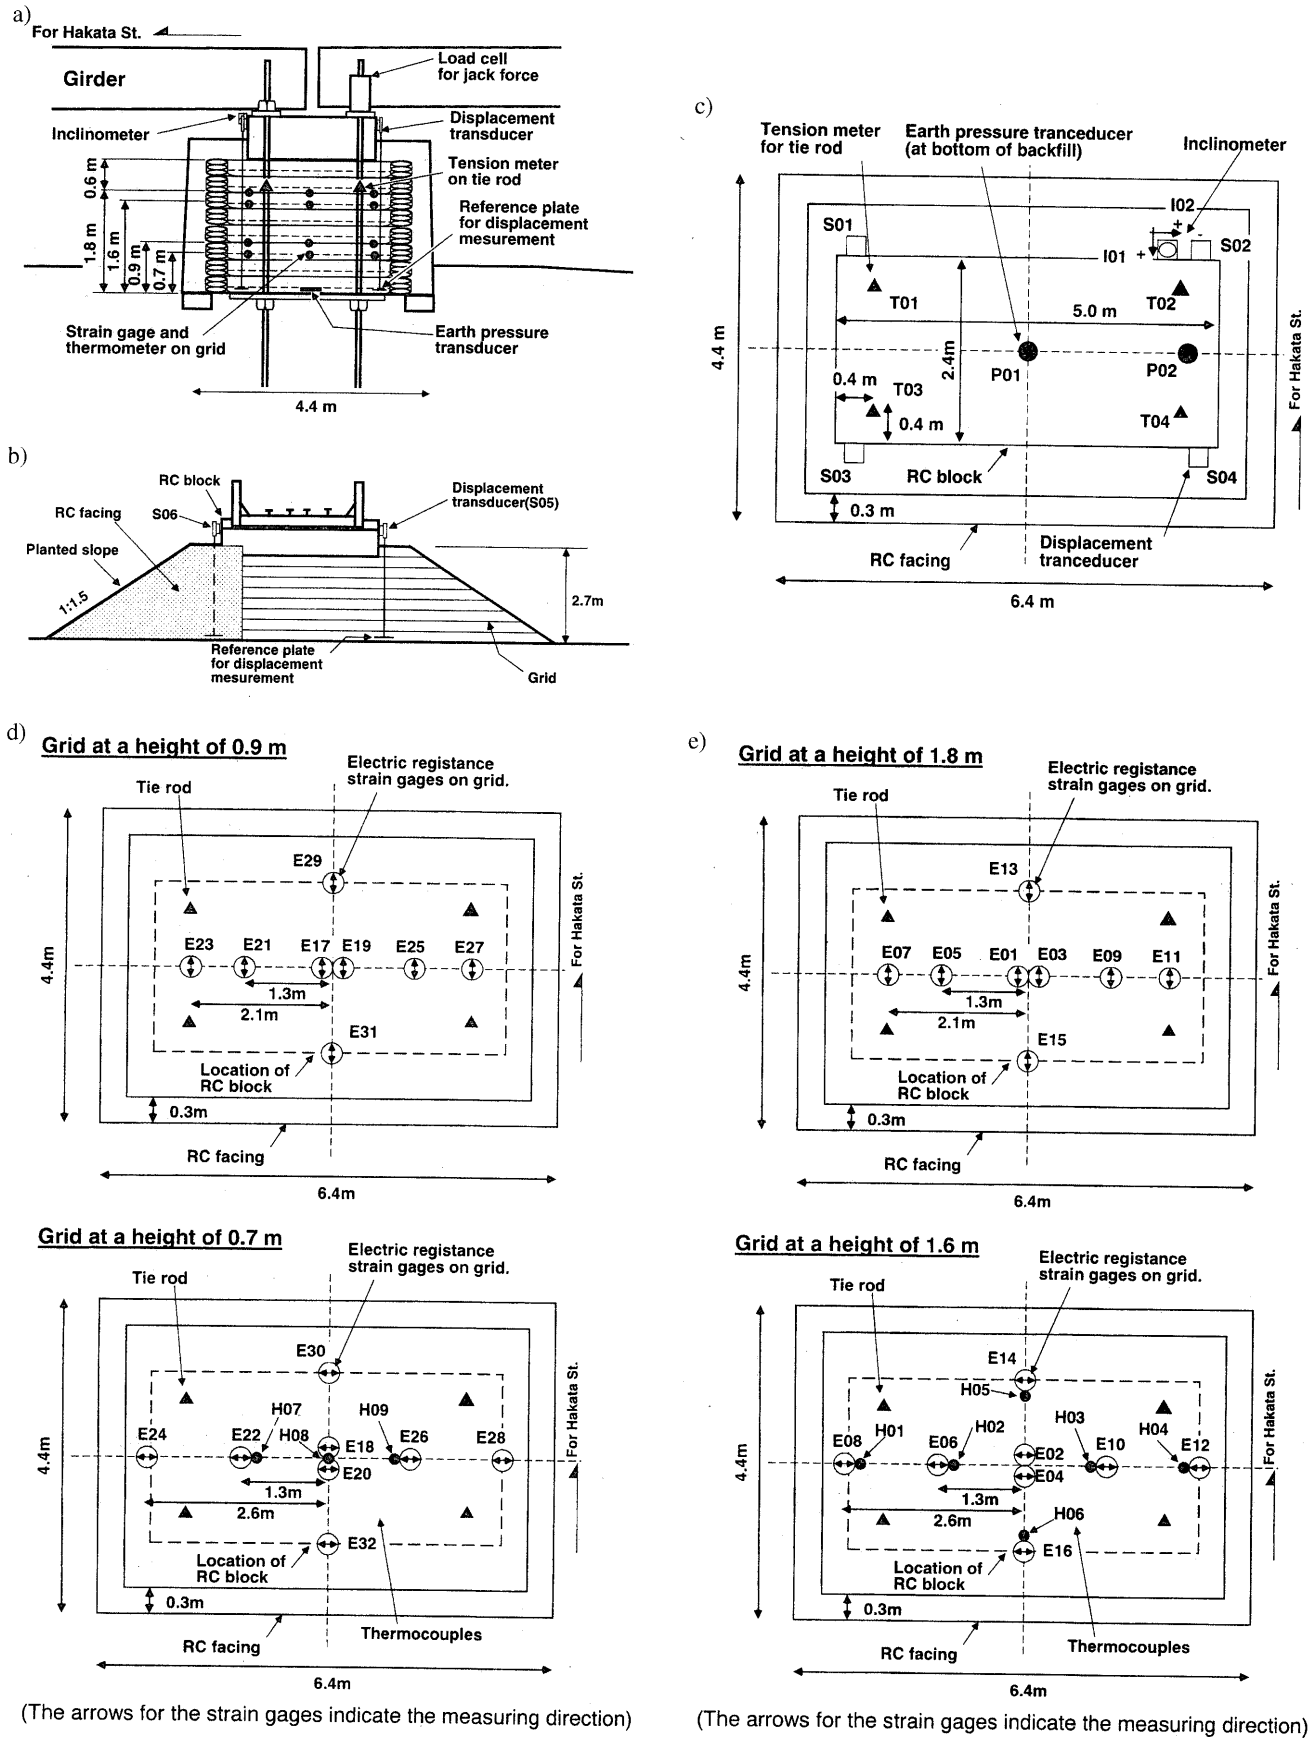 a)
For Hakata St.
Girder
Load cell
for jack force
Inclinometer
Displacement
transducer
Tension meter
on tie rod
Reference plate
for displacement
mesurement
0.6 m
1.8 m
1.6 m
0.9 m
0.7 m
Strain gage and
thermometer on grid
Earth pressure
transducer
4.4 m
b)
RC block
RC facing
S06
Displacement
transducer(S05)
Planted slope
1:1.5
2.7m
Reference plate
for displacement
mesurement
Grid
c)
Tension meter
for tie rod
Earth pressure tranceducer
(at bottom of backfill)
Inclinometer
I02
S01
+
-
S02
I01
+
T01
T02
5.0 m
4.4 m
2.4m
P01
P02
0.4 m
T03
0.4 m
T04
For Hakata St.
S03
RC block
S04
0.3 m
RC facing
Displacement
tranceducer
6.4 m
d)
Grid at a height of 0.9 m
Electric registance
strain gages on grid.
Tie rod
E29
For Hakata St.
E23
E21
E17
E19
E25
E27
4.4m
1.3m
2.1m
E31
Location of
RC block
0.3m
RC facing
6.4m
Grid at a height of 0.7 m
Electric registance
strain gages on grid.
Tie rod
E30
For Hakata St.
H07
H09
E24
E22
H08
E18
E26
E28
E20
4.4m
1.3m
2.6m
E32
Location of
RC block
0.3m
Thermocouples
RC facing
6.4m
(The arrows for the strain gages indicate the measuring direction)
e)
Grid at a height of 1.8 m
Electric registance
strain gages on grid.
Tie rod
E13
For Hakata St.
E07
E05
E01
E03
E09
E11
4.4m
1.3m
2.1m
E15
Location of
RC block
0.3m
RC facing
6.4m
Grid at a height of 1.6 m
Electric registance
strain gages on grid.
Tie rod
E14
H05
For Hakata St.
H01
H02
H03
H04
E08
E06
E02
E10
E12
E04
4.4m
1.3m
2.6m
H06
E16
Location of
RC block
0.3m
Thermocouples
RC facing
6.4m
(The arrows for the strain gages indicate the measuring direction)